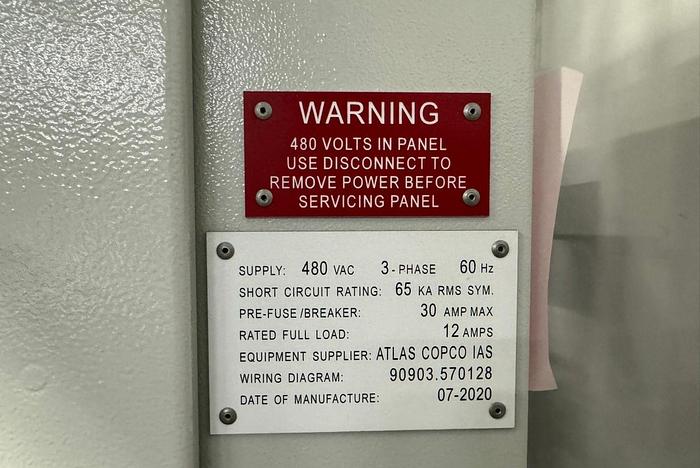 WARNING
480 VOLTS IN PANEL
USE DISCONNECT TO
REMOVE POWER BEFORE
SERVICING PANEL
SUPPLY: 480 VAC 3-PHASE 60 Hz
SHORT CIRCUIT RATING: 65 KA RMS SYM.
PRE-FUSE/BREAKER: 30 AMP MAX
RATED FULL LOAD: 12 AMPS
EQUIPMENT SUPPLIER: ATLAS COPCO IAS
WIRING DIAGRAM: 90903.570128
DATE OF MANUFACTURE: 07-2020